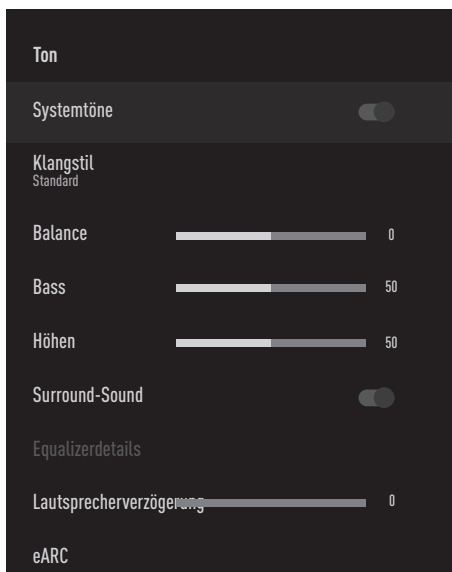 Ton
Systemtöne
Klangstil
Standard
Balance 0
Bass 50
Höhen 50
Surround-Sound
Equalizerdetails
Lautsprecherverzögerung 0
eARC